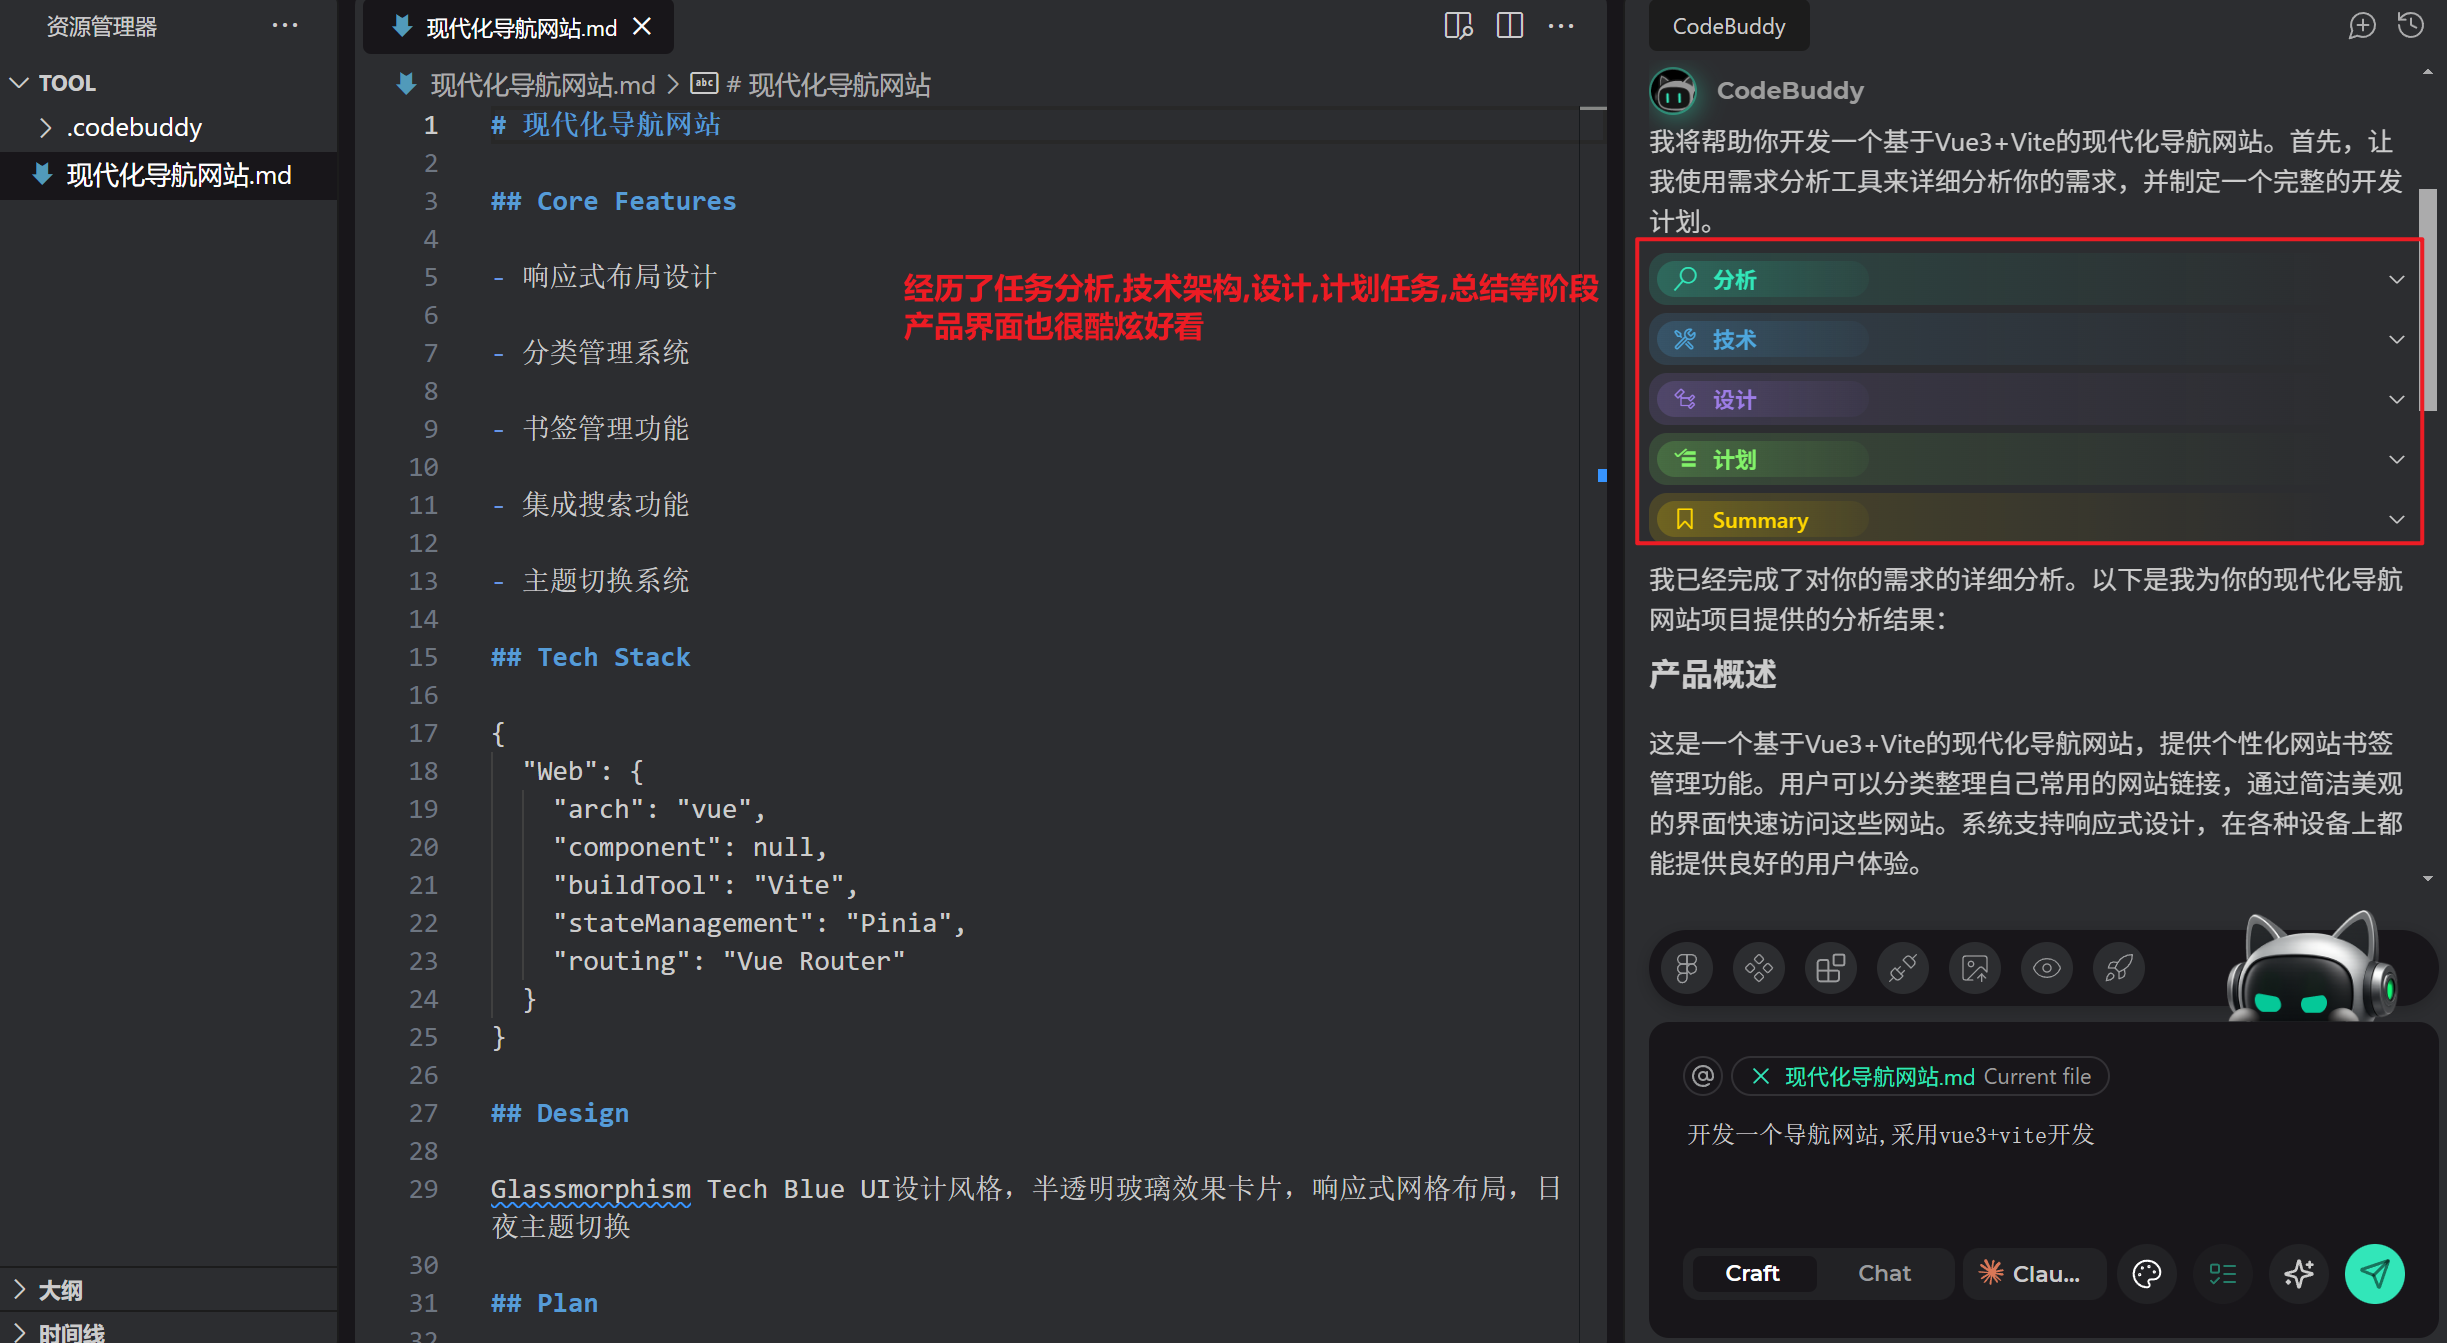 资源管理器
TOOL
.codebuddy
现代化导航网站.md
大纲
时间线
现代化导航网站.md
现代化导航网站.md > # 现代化导航网站
1 # 现代化导航网站
2
3 ## Core Features
4
5 - 响应式布局设计
6
7 - 分类管理系统
8
9 - 书签管理功能
10
11 - 集成搜索功能
12
13 - 主题切换系统
14
15 ## Tech Stack
16
17 {
18 "Web": {
19 "arch": "vue",
20 "component": null,
21 "buildTool": "Vite",
22 "stateManagement": "Pinia",
23 "routing": "Vue Router"
24 }
25 }
26
27 ## Design
28
29 Glassmorphism Tech Blue UI设计风格，半透明玻璃效果卡片，响应式网格布局，日
夜主题切换
30
31 ## Plan
32
经历了任务分析,技术架构,设计,计划任务,总结等阶段
产品界面也很酷炫好看
CodeBuddy
CodeBuddy
我将帮助你开发一个基于Vue3+Vite的现代化导航网站。首先，让
我使用需求分析工具来详细分析你的需求，并制定一个完整的开发
计划。
分析
技术
设计
计划
Summary
我已经完成了对你的需求的详细分析。以下是我为你的现代化导航
网站项目提供的分析结果：
产品概述
这是一个基于Vue3+Vite的现代化导航网站，提供个性化网站书签
管理功能。用户可以分类整理自己常用的网站链接，通过简洁美观
的界面快速访问这些网站。系统支持响应式设计，在各种设备上都
能提供良好的用户体验。
@ 现代化导航网站.md Current file
开发一个导航网站,采用vue3+vite开发
Craft Chat Clau...